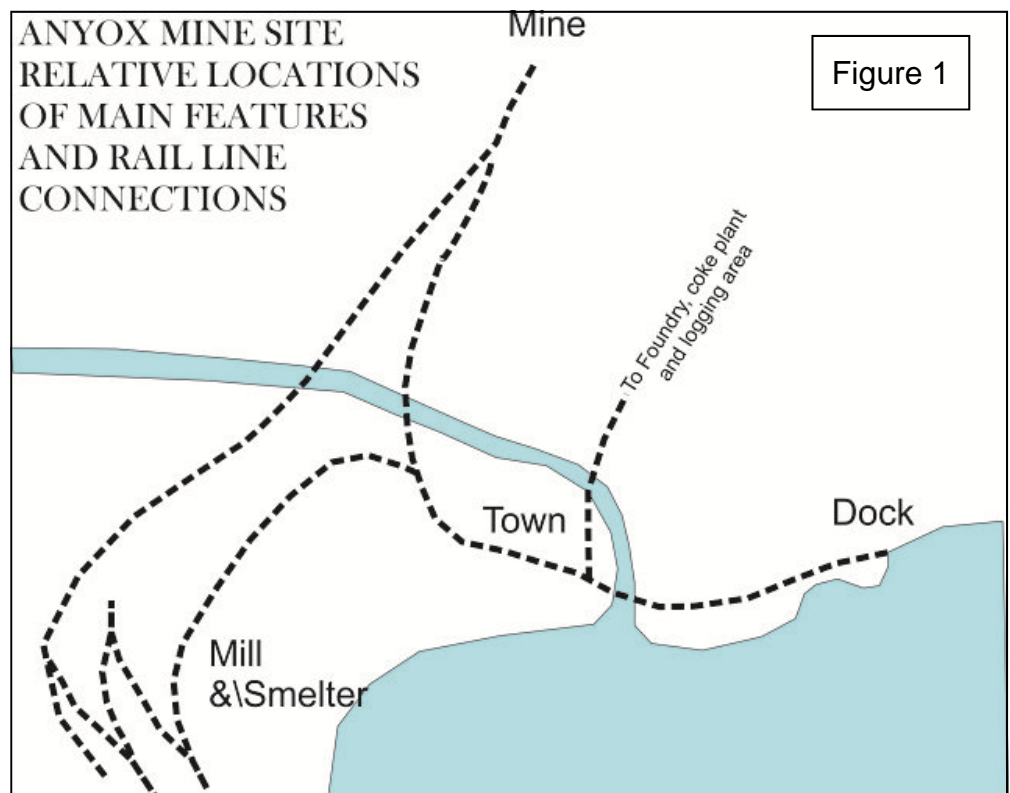 ANYOX MINE SITE
RELATIVE LOCATIONS
OF MAIN FEATURES
AND RAIL LINE
CONNECTIONS
Mine
Figure 1
To Foundry, coke plant
and logging area
Town
Dock
Mill
&\Smelter